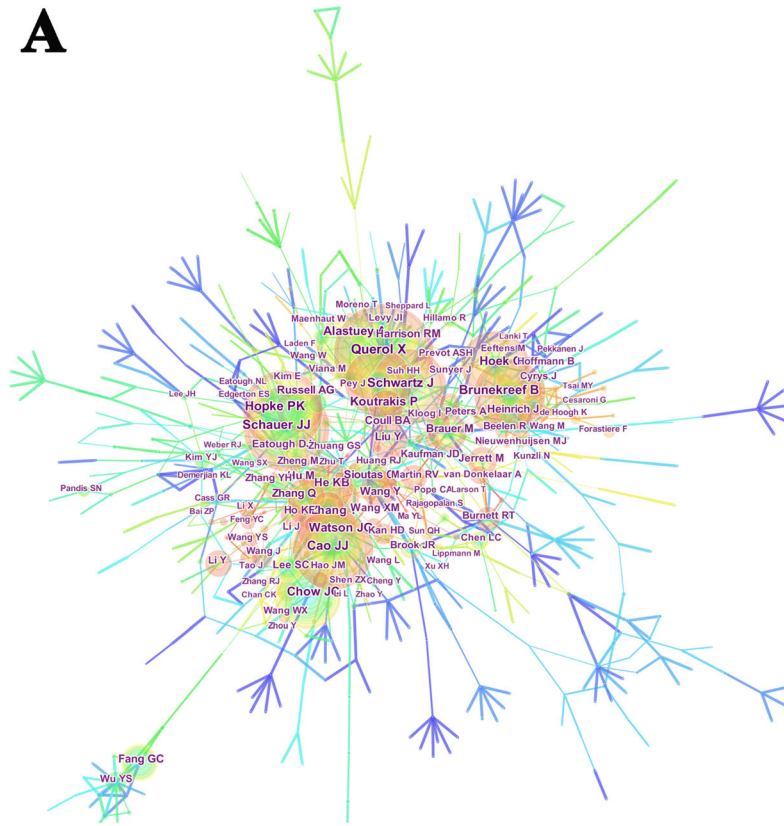 A
Moreno T
Sheppard L
Maenhaut W
Levy JI
Hillamo R
Alastuey A
Harrison RM
Lanki T
Laden F
Querol X
Prevot ASH
Eeftens M
Pekkanen J
Wang W
Hoek G
Hoffmann B
Viana M
Suh HH
Sunyer J
Kim E
Pey J
Schwartz J
Cyrys J
Eatough NL
Tsai MY
Lee JH
Edgerton ES
Russell AG
Brunekreef B
Koutrakis P
Cesaroni G
Hopke PK
Kloog I
Peters A
Heinrich J
de Hoogh K
Schauer JJ
Coull BA
Beelen R
Wang M
Forastiere F
Weber RJ
Eatough D
Zhuang GS
Liu Y
Brauer M
Nieuwenhuijsen MJ
Kim YJ
Zheng M
Zhu T
Huang RJ
Kaufman JD
Jerrett M
Kunzli N
Wang SX
Demerjian KL
Zhang YH
Hu M
He KB
Sioutas C
Martin RV
van Donkelaar A
Pandis SN
Cass GR
Zhang Q
Wang Y
Pope CA
Larson T
Bai ZP
Li X
Ho KF
Zhang
Wang XM
Rajagopalan S
Feng YC
Ma YL
Burnett RT
Li J
Watson JG
Kan HD
Sun QH
Wang YS
Chen LC
Wang J
Cao JJ
Brook JR
Lippmann M
Li Y
Tao J
Lee SC
Hao JM
Wang L
Xu XH
Zhang RJ
Shen ZX
Cheng Y
Chan CK
Chow JC
Li L
Zhao Y
Wang WX
Zhou Y
Fang GC
Wu YS